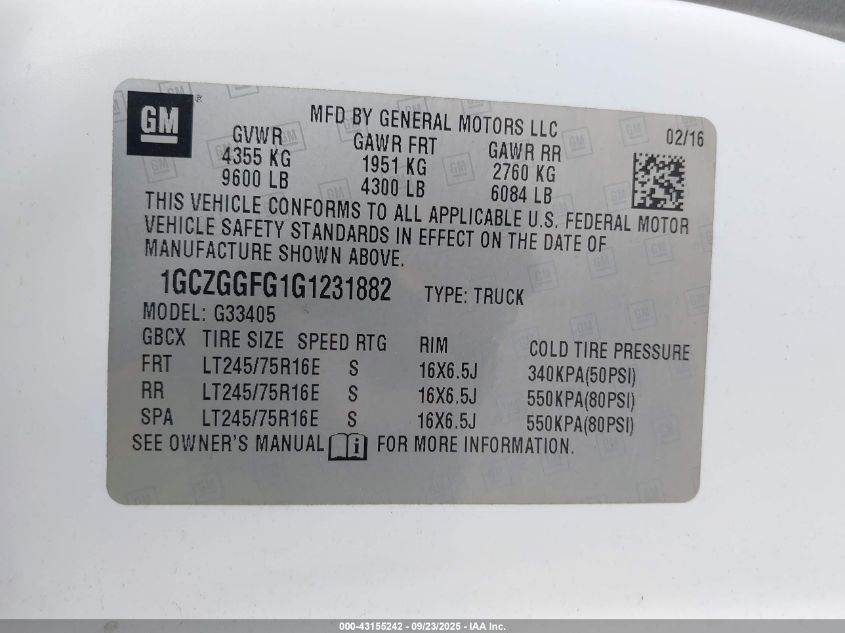 GM ®
MFD BY GENERAL MOTORS LLC 02/16
GVWR GAWR FRT GAWR RR
4355 KG 1951 KG 2760 KG
9600 LB 4300 LB 6084 LB
THIS VEHICLE CONFORMS TO ALL APPLICABLE U.S. FEDERAL MOTOR
VEHICLE SAFETY STANDARDS IN EFFECT ON THE DATE OF
MANUFACTURE SHOWN ABOVE.
1GCZGGFG1G1231882 TYPE: TRUCK
MODEL: G33405
GBCX TIRE SIZE SPEED RTG RIM COLD TIRE PRESSURE
FRT LT245/75R16E S 16X6.5J 340KPA(50PSI)
RR LT245/75R16E S 16X6.5J 550KPA(80PSI)
SPA LT245/75R16E S 16X6.5J 550KPA(80PSI)
SEE OWNER'S MANUAL i FOR MORE INFORMATION.
000-43155242 - 09/23/2025 - IAA Inc.